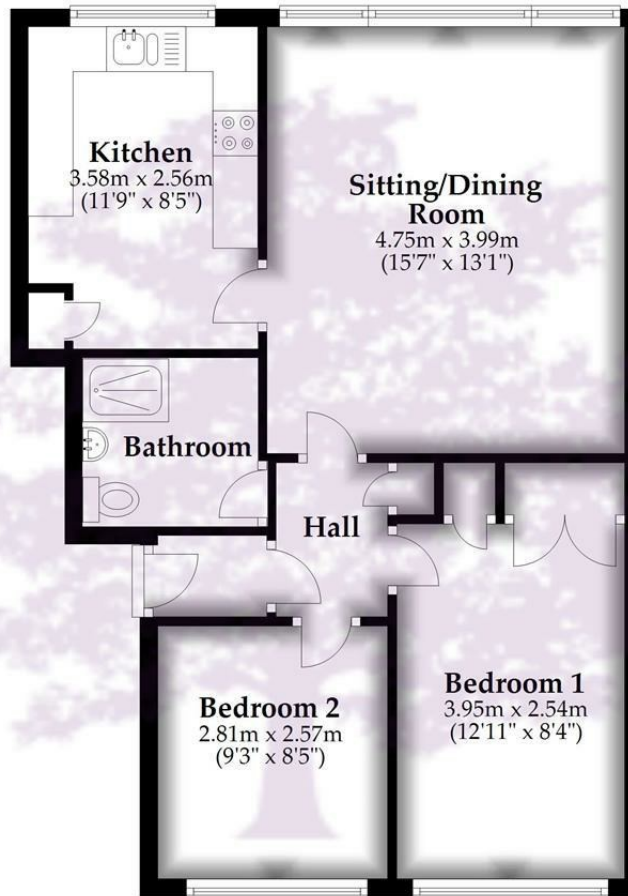 Kitchen
3.58m x 2.56m
(11'9" x 8'5")
Sitting/Dining
Room
4.75m x 3.99m
(15'7" x 13'1")
Bathroom
Hall
Bedroom 2
2.81m x 2.57m
(9'3" x 8'5")
Bedroom 1
3.95m x 2.54m
(12'11" x 8'4")